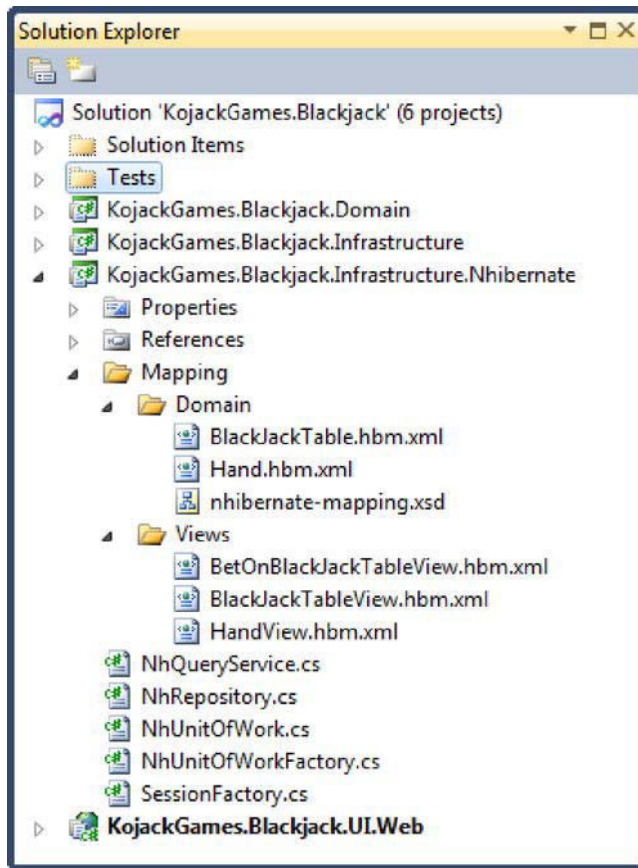 Solution Explorer
Solution 'KojackGames.Blackjack' (6 projects)
Solution Items
Tests
KojackGames.Blackjack.Domain
KojackGames.Blackjack.Infrastructure
KojackGames.Blackjack.Infrastructure.Nhibernate
Properties
References
Mapping
Domain
BlackJackTable.hbm.xml
Hand.hbm.xml
nhibernate-mapping.xsd
Views
BetOnBlackJackTableView.hbm.xml
BlackJackTableView.hbm.xml
HandView.hbm.xml
NhQueryService.cs
NhRepository.cs
NhUnitOfWork.cs
NhUnitOfWorkFactory.cs
SessionFactory.cs
KojackGames.Blackjack.UI.Web